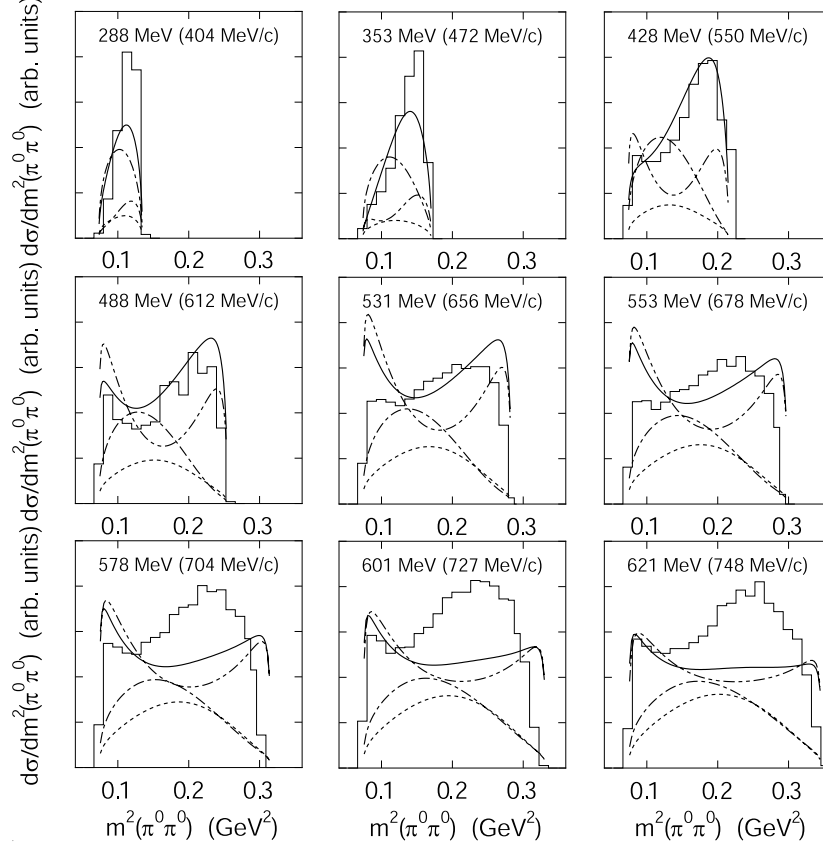 dσ/dm²(π⁰π⁰) (arb. units)
288 MeV (404 MeV/c)
353 MeV (472 MeV/c)
428 MeV (550 MeV/c)
0.1 0.2 0.3
0.1 0.2 0.3
0.1 0.2 0.3
dσ/dm²(π⁰π⁰) (arb. units)
488 MeV (612 MeV/c)
531 MeV (656 MeV/c)
553 MeV (678 MeV/c)
0.1 0.2 0.3
0.1 0.2 0.3
0.1 0.2 0.3
dσ/dm²(π⁰π⁰) (arb. units)
578 MeV (704 MeV/c)
601 MeV (727 MeV/c)
621 MeV (748 MeV/c)
0.1 0.2 0.3
0.1 0.2 0.3
0.1 0.2 0.3
m²(π⁰π⁰) (GeV²)
m²(π⁰π⁰) (GeV²)
m²(π⁰π⁰) (GeV²)